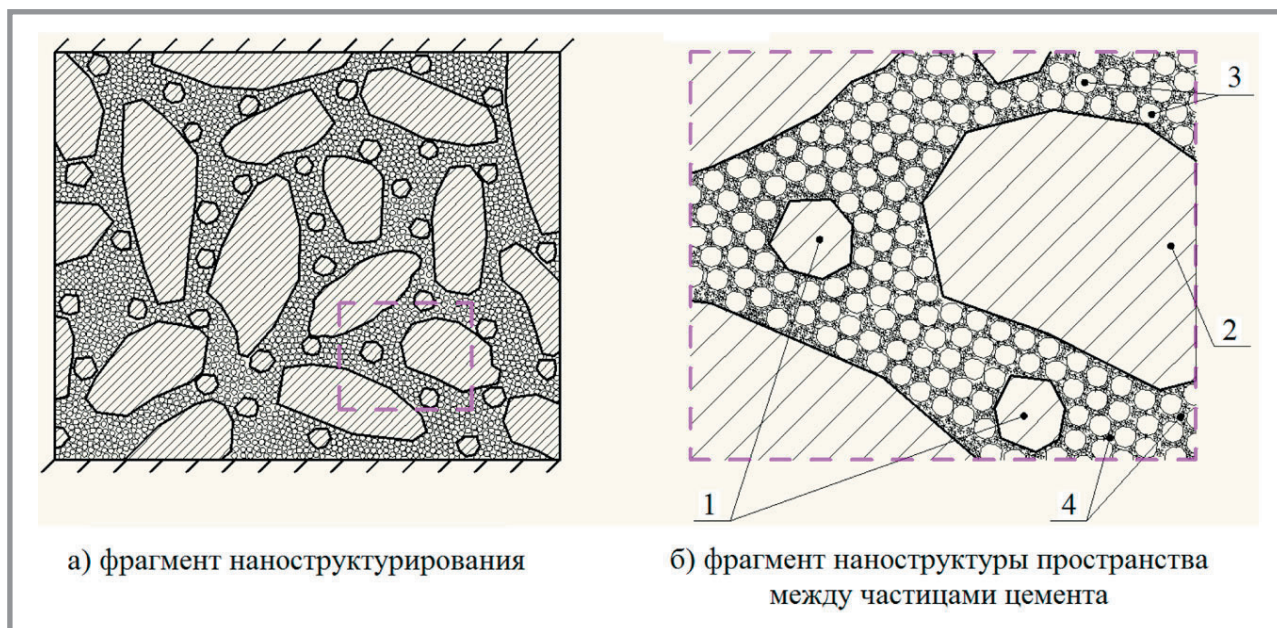 3
2
1
4
а) фрагмент наноструктурирования
б) фрагмент наноструктуры пространства
между частицами цемента